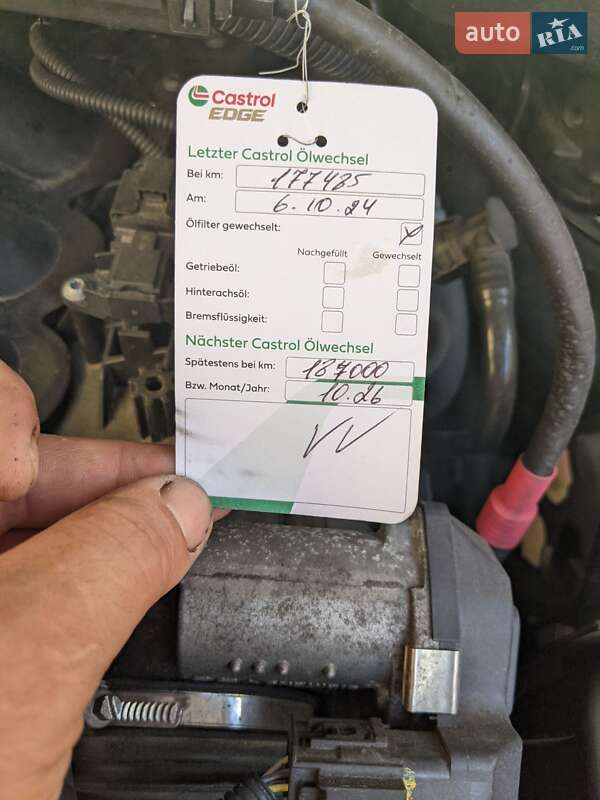 auto RIA.com
Castrol
EDGE
Letzter Castrol Ölwechsel
Bei km: 177485
Am: 6.10.24
Ölfilter gewechselt: X
Nachgefüllt Gewechselt
Getriebeöl:
Hinterachsöl:
Bremsflüssigkeit:
Nächster Castrol Ölwechsel
Spätestens bei km: 187000
Bzw. Monat/Jahr: 10.26
VV